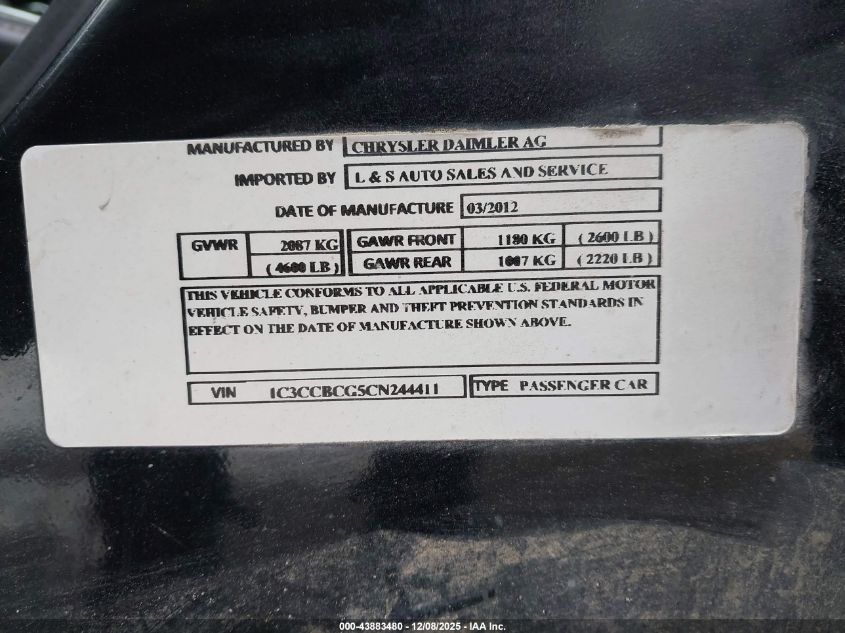 MANUFACTURED BY CHRYSLER DAIMLER AG
IMPORTED BY L & S AUTO SALES AND SERVICE
DATE OF MANUFACTURE 03/2012
GVWR 2087 KG GAWR FRONT 1180 KG (2600 LB)
(4600 LB) GAWR REAR 1007 KG (2220 LB)
THIS VEHICLE CONFORMS TO ALL APPLICABLE U.S. FEDERAL MOTOR
VEHICLE SAFETY, BUMPER AND THEFT PREVENTION STANDARDS IN
EFFECT ON THE DATE OF MANUFACTURE SHOWN ABOVE.
VIN 1C3CCBCG5CN244411 TYPE PASSENGER CAR
000-43883480 - 12/08/2025 - IAA Inc.